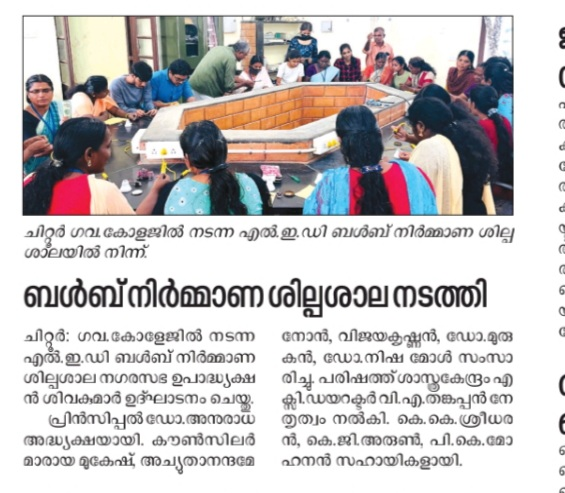 ചിറ്റൂർ ഗവ.കോളജിൽ നടന്ന എൽ.ഇ.ഡി ബൾബ് നിർമ്മാണ ശില്പ
ശാലയിൽ നിന്ന്.
ബൾബ് നിർമ്മാണ ശില്പശാല നടത്തി
ചിറ്റൂർ: ഗവ.കോളേജിൽ നടന്ന
എൽ.ഇ.ഡി ബൾബ് നിർമ്മാണ
ശില്പശാല നഗരസഭ ഉപാദ്ധ്യക്ഷ
ൻ ശിവകുമാർ ഉദ്ഘാടനം ചെയ്തു.
പ്രിൻസിപ്പൽ ഡോ.അനുരാധ
അദ്ധ്യക്ഷയായി. കൗൺസിലർ
മാരായ മുകേഷ്, അച്യുതാനന്ദമേ
നോൻ, വിജയകൃഷ്ണൻ, ഡോ.മുരു
കൻ, ഡോ.നിഷ മോൾ സംസാ
രിച്ചു. പരിഷത്ത് ശാസ്ത്രകേന്ദ്രം എ
ക്സി.ഡയറക്ടർ വി.എ.തങ്കപ്പൻ നേ
തൃത്വം നൽകി. കെ.കെ.ശ്രീധര
ൻ, കെ.ജി.അരുൺ, പി.കെ.മോ
ഹനൻ സഹായികളായി.